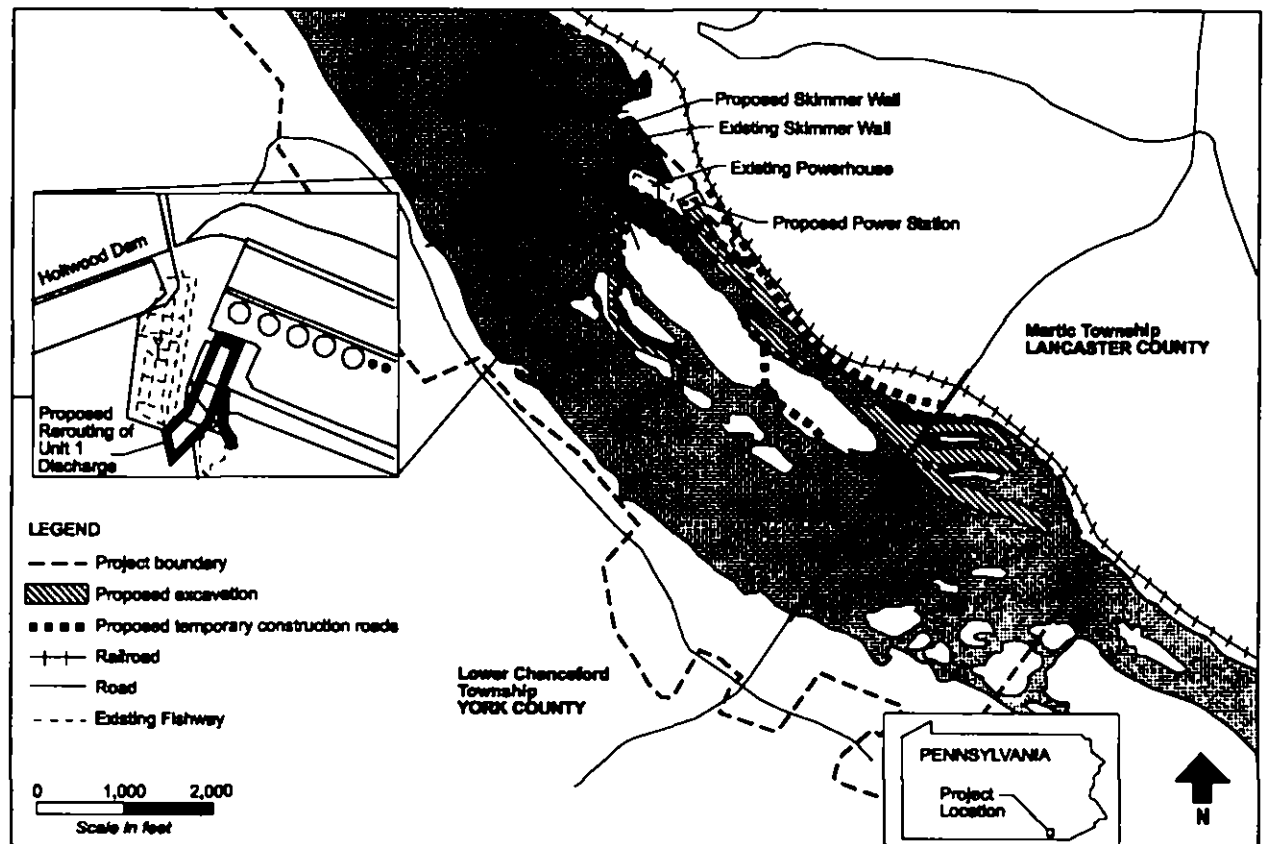 Proposed Skimmer Wall
Existing Skimmer Wall
Existing Powerhouse
Proposed Power Station
Holtwood Dam
Martic Township
LANCASTER COUNTY
Proposed
Rerouting of
Unit 1
Discharge
LEGEND
Project boundary
Proposed excavation
Proposed temporary construction roads
Railroad
Road
Existing Fishway
Lower Chanceford
Township
YORK COUNTY
0 1,000 2,000
Scale in feet
PENNSYLVANIA
Project
Location
N